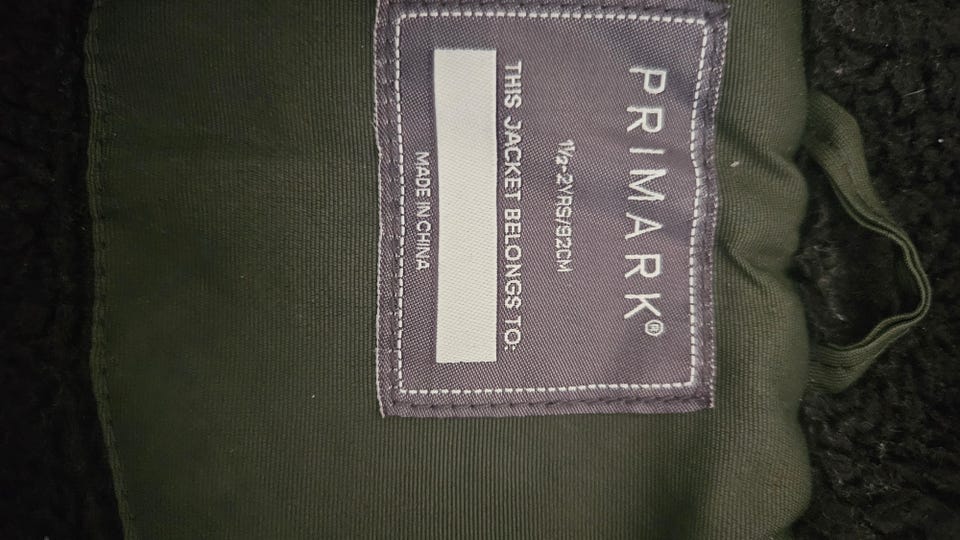 PRIMARK®
1½-2YRS/92CM
THIS JACKET BELONGS TO:
MADE IN CHINA